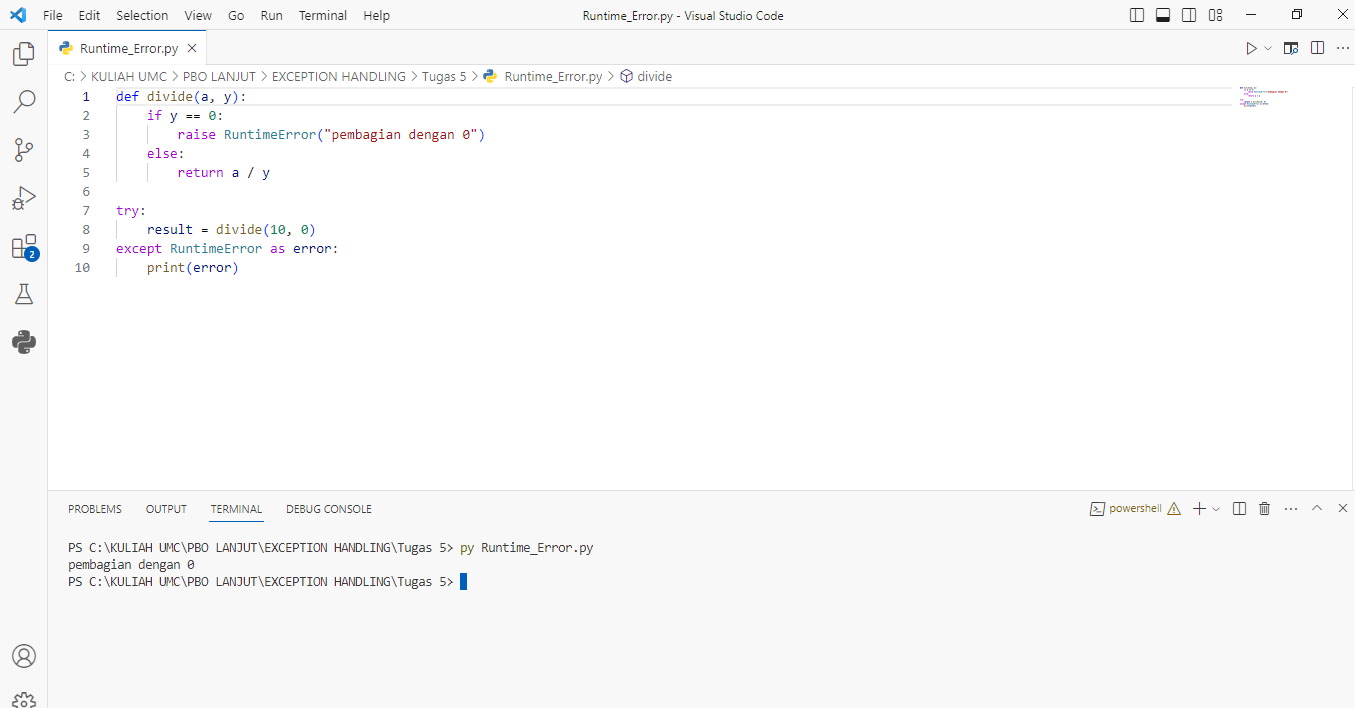 File Edit Selection View Go Run Terminal Help Runtime_Error.py - Visual Studio Code
Runtime_Error.py
C: > KULIAH UMC > PBO LANJUT > EXCEPTION HANDLING > Tugas 5 > Runtime_Error.py > divide
1 def divide(a, y):
2     if y == 0:
3         raise RuntimeError("pembagian dengan 0")
4     else:
5         return a / y
6
7 try:
8     result = divide(10, 0)
9 except RuntimeError as error:
10     print(error)
2
PROBLEMS OUTPUT TERMINAL DEBUG CONSOLE powershell
PS C:\KULIAH UMC\PBO LANJUT\EXCEPTION HANDLING\Tugas 5> py Runtime_Error.py
pembagian dengan 0
PS C:\KULIAH UMC\PBO LANJUT\EXCEPTION HANDLING\Tugas 5>